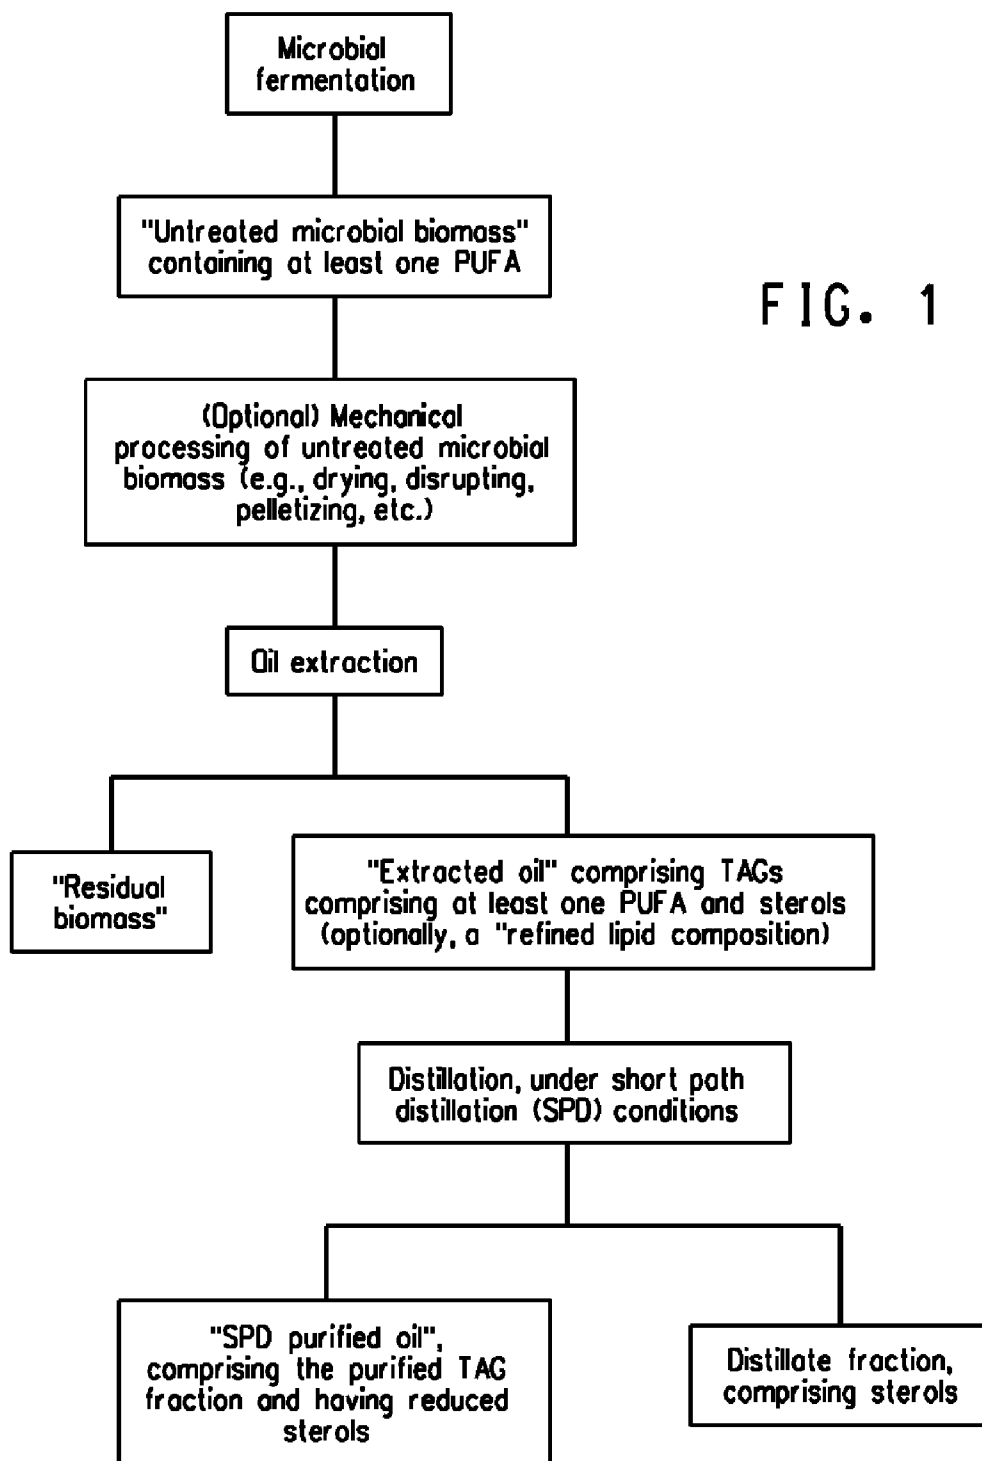 Microbial
fermentation
"Untreated microbial biomass"
containing at least one PUFA
FIG. 1
(Optional) Mechanical
processing of untreated microbial
biomass (e.g., drying, disrupting,
pelletizing, etc.)
Oil extraction
"Residual
biomass"
"Extracted oil" comprising TAGs
comprising at least one PUFA and sterols
(optionally, a "refined lipid composition)
Distillation, under short path
distillation (SPD) conditions
"SPD purified oil",
comprising the purified TAG
fraction and having reduced
sterols
Distillate fraction,
comprising sterols